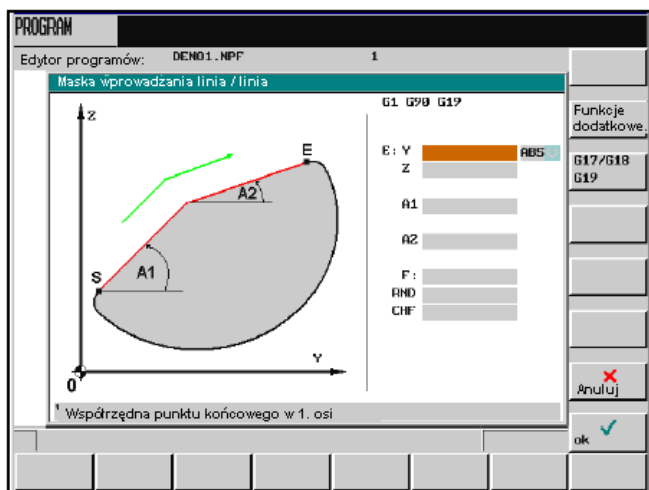 PROGRAM
Edytor programów: DEMO1.NPF 1
Maska wprowadzania linia / linia
G1 G90 G19
Z
E
A2
S
A1
Y
0
E: Y ABS
Z
A1
A2
F:
RND
CHF
Współrzędna punktu końcowego w 1. osi
Funkcje
dodatkowe.
G17/G18
G19
Anuluj
ok